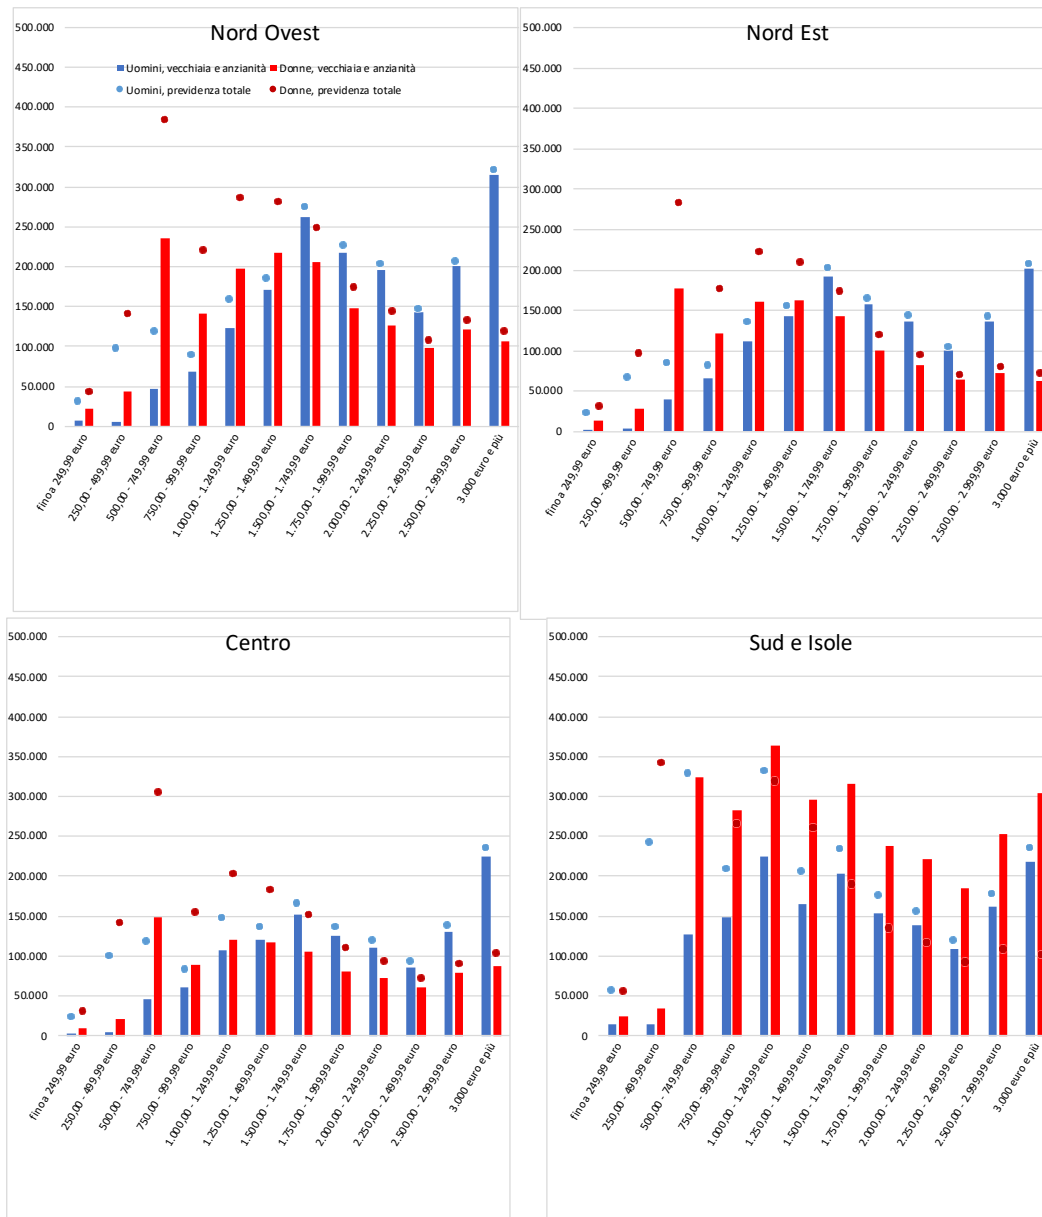 Nord Ovest
500.000
450.000
400.000
350.000
300.000
250.000
200.000
150.000
100.000
50.000
0
Uomini, vecchiaia e anzianità
Donne, vecchiaia e anzianità
Uomini, previdenza totale
Donne, previdenza totale
fino a 249,99 euro
250,00 - 499,99 euro
500,00 - 749,99 euro
750,00 - 999,99 euro
1.000,00 - 1.249,99 euro
1.250,00 - 1.499,99 euro
1.500,00 - 1.749,99 euro
1.750,00 - 1.999,99 euro
2.000,00 - 2.249,99 euro
2.250,00 - 2.499,99 euro
2.500,00 - 2.999,99 euro
3.000 euro e più
Nord Est
500.000
450.000
400.000
350.000
300.000
250.000
200.000
150.000
100.000
50.000
0
fino a 249,99 euro
250,00 - 499,99 euro
500,00 - 749,99 euro
750,00 - 999,99 euro
1.000,00 - 1.249,99 euro
1.250,00 - 1.499,99 euro
1.500,00 - 1.749,99 euro
1.750,00 - 1.999,99 euro
2.000,00 - 2.249,99 euro
2.250,00 - 2.499,99 euro
2.500,00 - 2.999,99 euro
3.000 euro e più
Centro
500.000
450.000
400.000
350.000
300.000
250.000
200.000
150.000
100.000
50.000
0
fino a 249,99 euro
250,00 - 499,99 euro
500,00 - 749,99 euro
750,00 - 999,99 euro
1.000,00 - 1.249,99 euro
1.250,00 - 1.499,99 euro
1.500,00 - 1.749,99 euro
1.750,00 - 1.999,99 euro
2.000,00 - 2.249,99 euro
2.250,00 - 2.499,99 euro
2.500,00 - 2.999,99 euro
3.000 euro e più
Sud e Isole
500.000
450.000
400.000
350.000
300.000
250.000
200.000
150.000
100.000
50.000
0
fino a 249,99 euro
250,00 - 499,99 euro
500,00 - 749,99 euro
750,00 - 999,99 euro
1.000,00 - 1.249,99 euro
1.250,00 - 1.499,99 euro
1.500,00 - 1.749,99 euro
1.750,00 - 1.999,99 euro
2.000,00 - 2.249,99 euro
2.250,00 - 2.499,99 euro
2.500,00 - 2.999,99 euro
3.000 euro e più